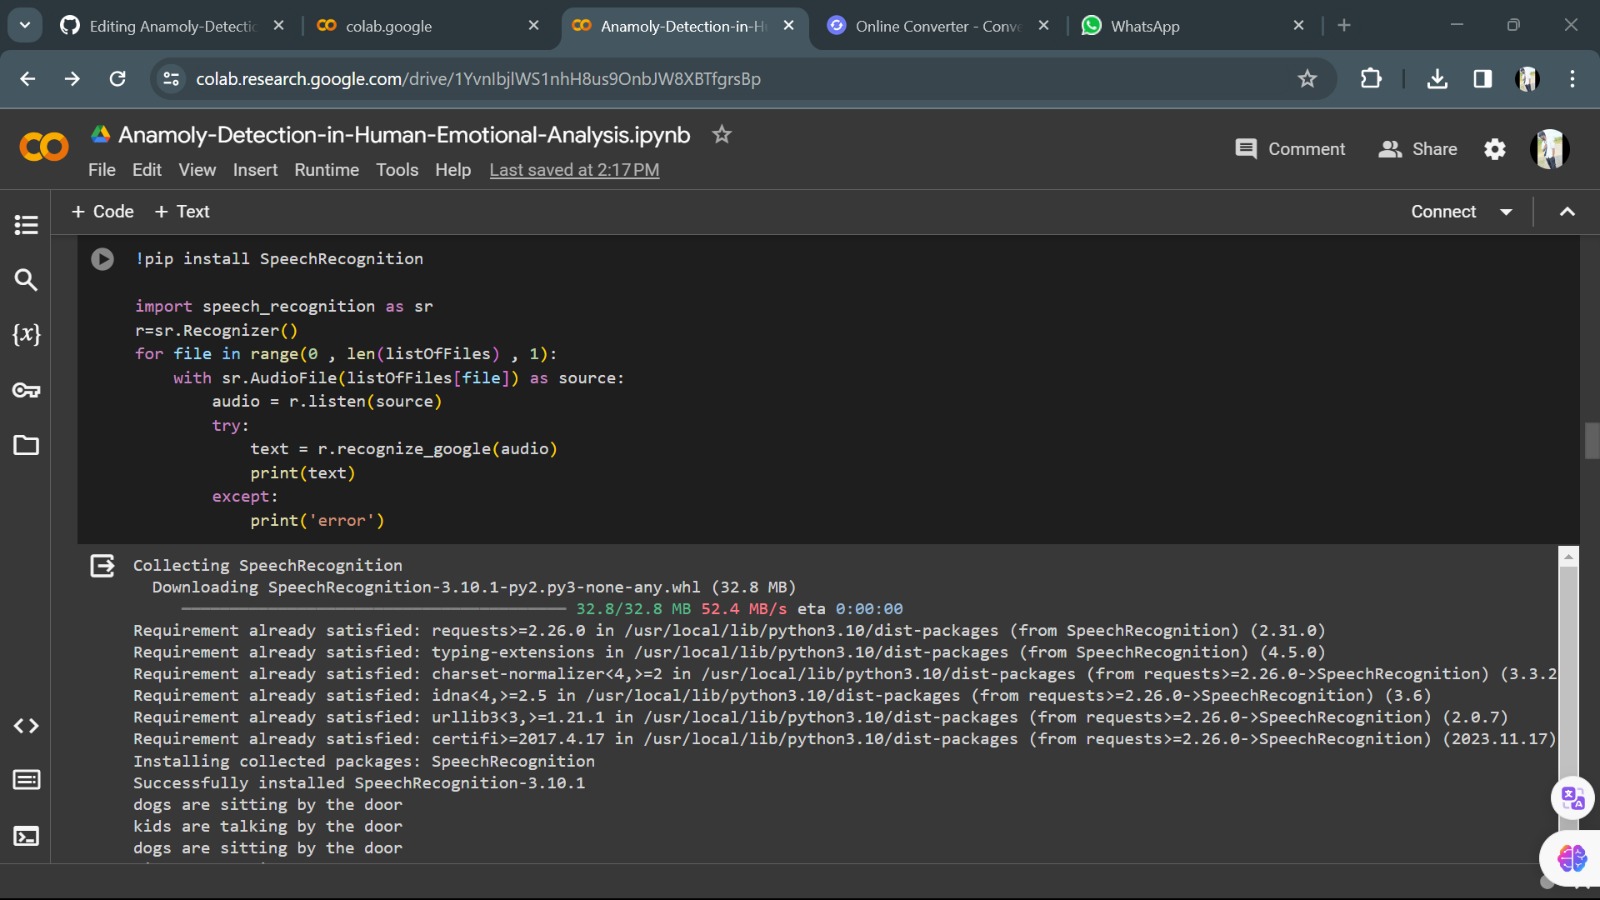 Editing Anamoly-Detectic
colab.google
Anamoly-Detection-in-H
Online Converter - Conve
WhatsApp
colab.research.google.com/drive/1YvnIbjlWS1nhH8us9OnbJW8XBTfgrsBp
Anamoly-Detection-in-Human-Emotional-Analysis.ipynb
Comment
Share
File Edit View Insert Runtime Tools Help Last saved at 2:17 PM
+ Code + Text
Connect
!pip install SpeechRecognition
import speech_recognition as sr
r=sr.Recognizer()
for file in range(0 , len(listOfFiles) , 1):
    with sr.AudioFile(listOfFiles[file]) as source:
        audio = r.listen(source)
        try:
            text = r.recognize_google(audio)
            print(text)
        except:
            print('error')
Collecting SpeechRecognition
  Downloading SpeechRecognition-3.10.1-py2.py3-none-any.whl (32.8 MB)
32.8/32.8 MB 52.4 MB/s eta 0:00:00
Requirement already satisfied: requests>=2.26.0 in /usr/local/lib/python3.10/dist-packages (from SpeechRecognition) (2.31.0)
Requirement already satisfied: typing-extensions in /usr/local/lib/python3.10/dist-packages (from SpeechRecognition) (4.5.0)
Requirement already satisfied: charset-normalizer<4,>=2 in /usr/local/lib/python3.10/dist-packages (from requests>=2.26.0->SpeechRecognition) (3.3.2
Requirement already satisfied: idna<4,>=2.5 in /usr/local/lib/python3.10/dist-packages (from requests>=2.26.0->SpeechRecognition) (3.6)
Requirement already satisfied: urllib3<3,>=1.21.1 in /usr/local/lib/python3.10/dist-packages (from requests>=2.26.0->SpeechRecognition) (2.0.7)
Requirement already satisfied: certifi>=2017.4.17 in /usr/local/lib/python3.10/dist-packages (from requests>=2.26.0->SpeechRecognition) (2023.11.17)
Installing collected packages: SpeechRecognition
Successfully installed SpeechRecognition-3.10.1
dogs are sitting by the door
kids are talking by the door
dogs are sitting by the door